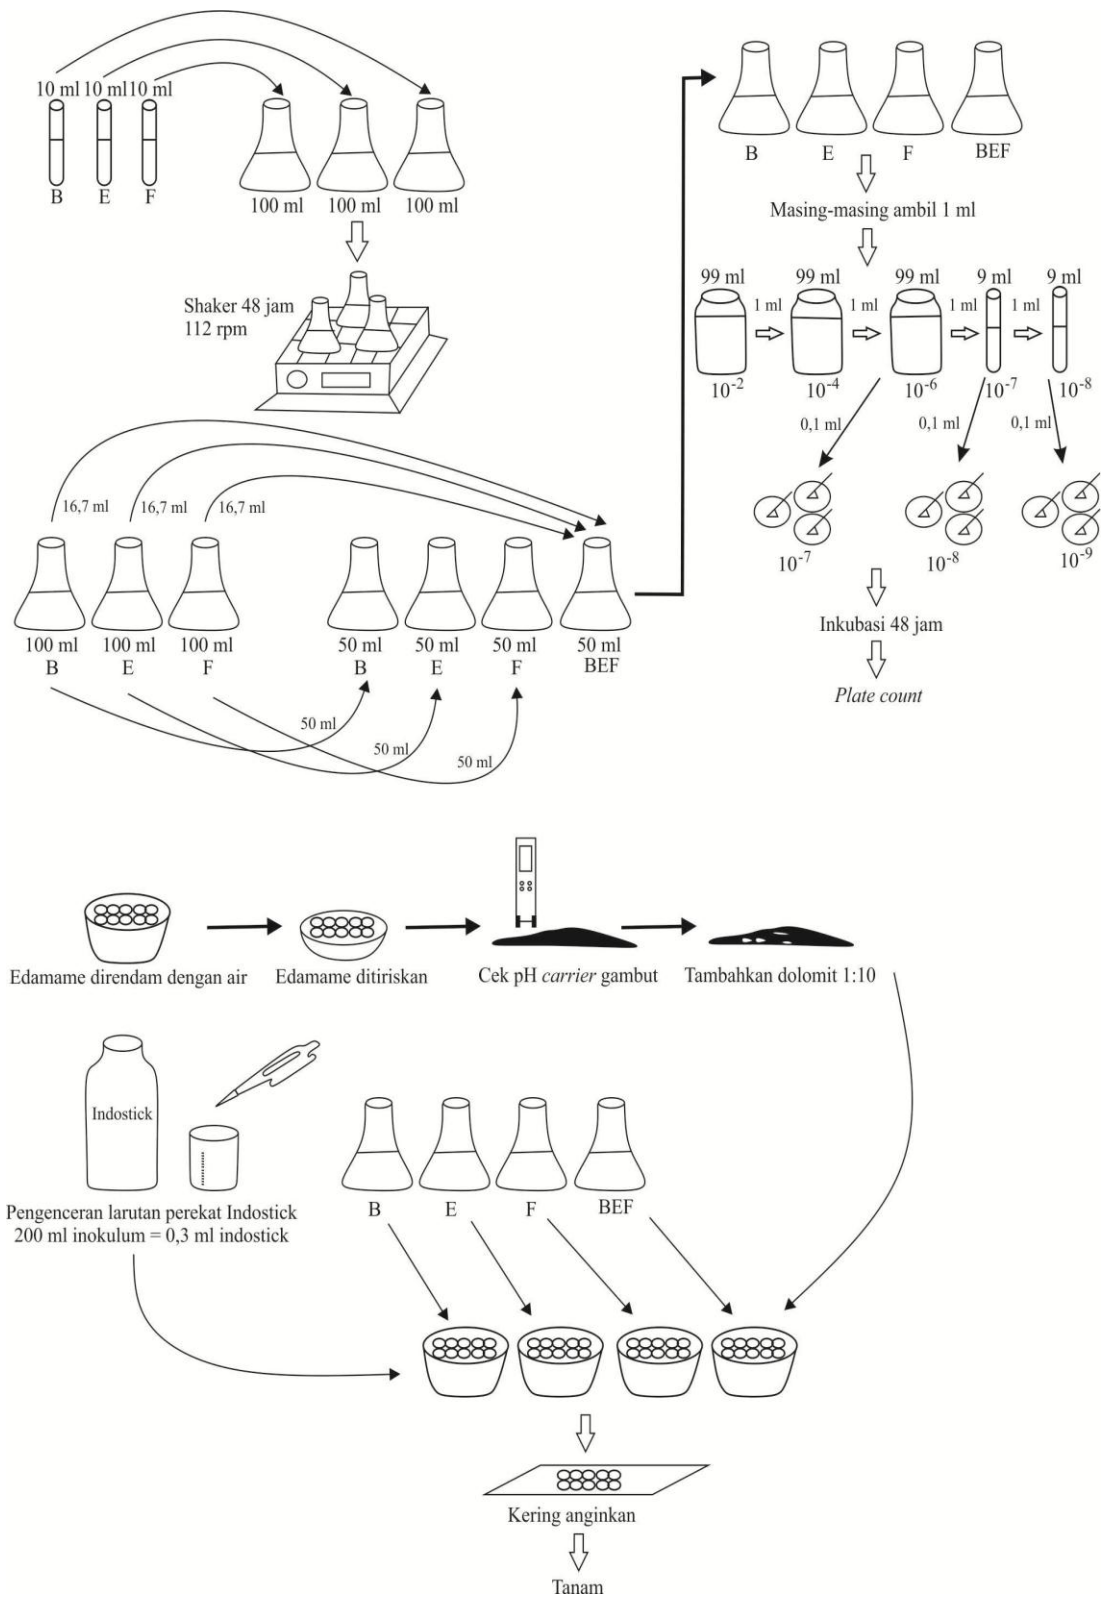 10 ml 10 ml 10 ml
B E F
100 ml 100 ml 100 ml
Shaker 48 jam
112 rpm
16,7 ml 16,7 ml 16,7 ml
100 ml 100 ml 100 ml 50 ml 50 ml 50 ml 50 ml
B E F B E F BEF
50 ml
50 ml
50 ml
B E F BEF
Masing-masing ambil 1 ml
99 ml 99 ml 99 ml 9 ml 9 ml
1 ml 1 ml 1 ml 1 ml
10⁻² 10⁻⁴ 10⁻⁶ 10⁻⁷ 10⁻⁸
0,1 ml 0,1 ml 0,1 ml
10⁻⁷ 10⁻⁸ 10⁻⁹
Inkubasi 48 jam
Plate count
Edamame direndam dengan air
Edamame ditiriskan
Cek pH carrier gambut
Tambahkan dolomit 1:10
Indostick
Pengenceran larutan perekat Indostick
200 ml inokulum = 0,3 ml indostick
B E F BEF
Kering anginkan
Tanam